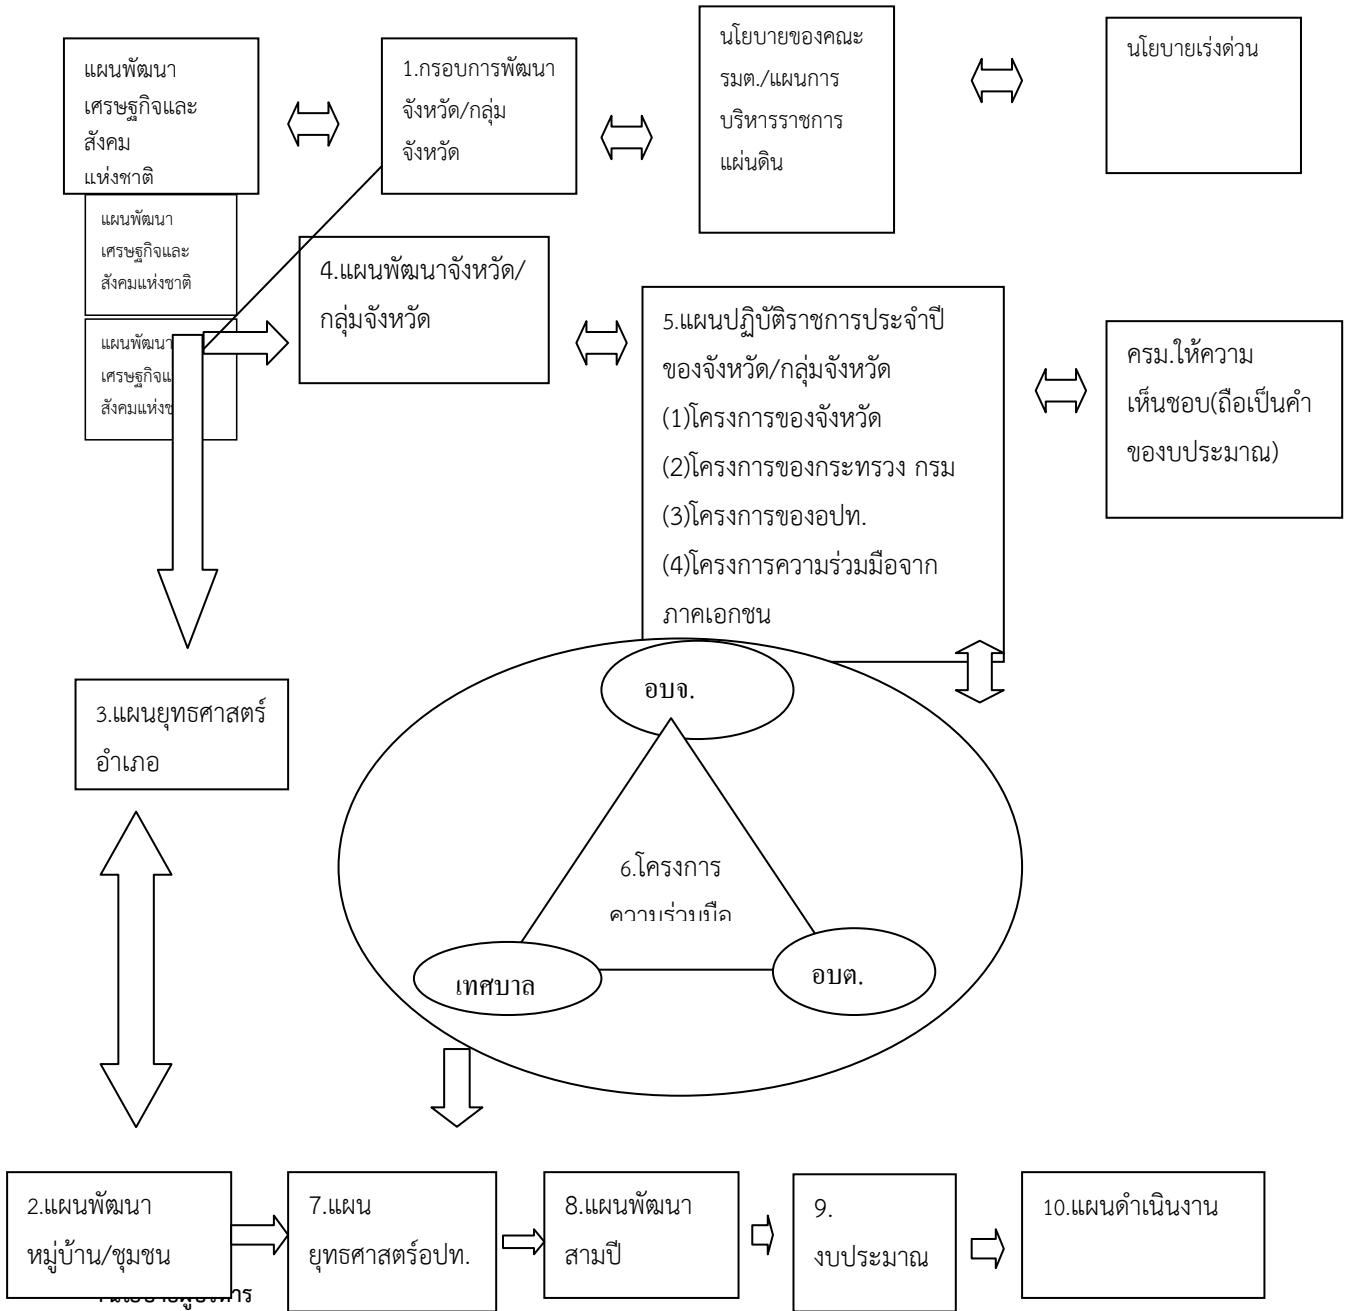 แผนพัฒนา
เศรษฐกิจและ
สังคม
แห่งชาติ
1.กรอบการพัฒนา
จังหวัด/กลุ่ม
จังหวัด
นโยบายของคณะ
รมต./แผนการ
บริหารราชการ
แผ่นดิน
นโยบายเร่งด่วน
แผนพัฒนา
เศรษฐกิจและ
สังคมแห่งชาติ
แผนพัฒนา
4.แผนพัฒนาจังหวัด/
กลุ่มจังหวัด
5.แผนปฏิบัติราชการประจำปี
ของจังหวัด/กลุ่มจังหวัด
(1)โครงการของจังหวัด
(2)โครงการของกระทรวง กรม
(3)โครงการของอปท.
(4)โครงการความร่วมมือจาก
ภาคเอกชน
ครม.ให้ความ
เห็นชอบ(ถือเป็นคำ
ของบประมาณ)
3.แผนยุทธศาสตร์
อำเภอ
อบจ.
6.โครงการ
ความร่วมมือ
เทศบาล
อบต.
2.แผนพัฒนา
หมู่บ้าน/ชุมชน
7.แผน
ยุทธศาสตร์อปท.
8.แผนพัฒนา
สามปี
9.
งบประมาณ
10.แผนดำเนินงาน